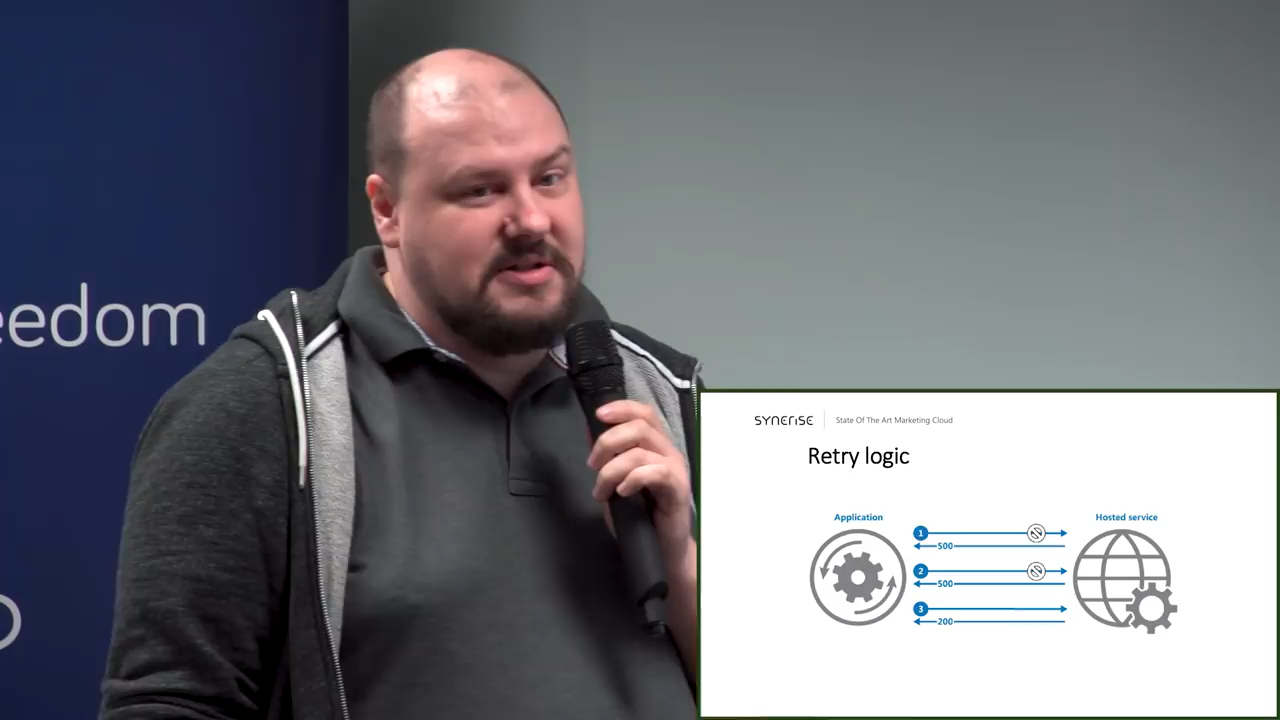 eedom
SYNERISE State Of The Art Marketing Cloud
Retry logic
Application
Hosted service
1
500
2
500
3
200